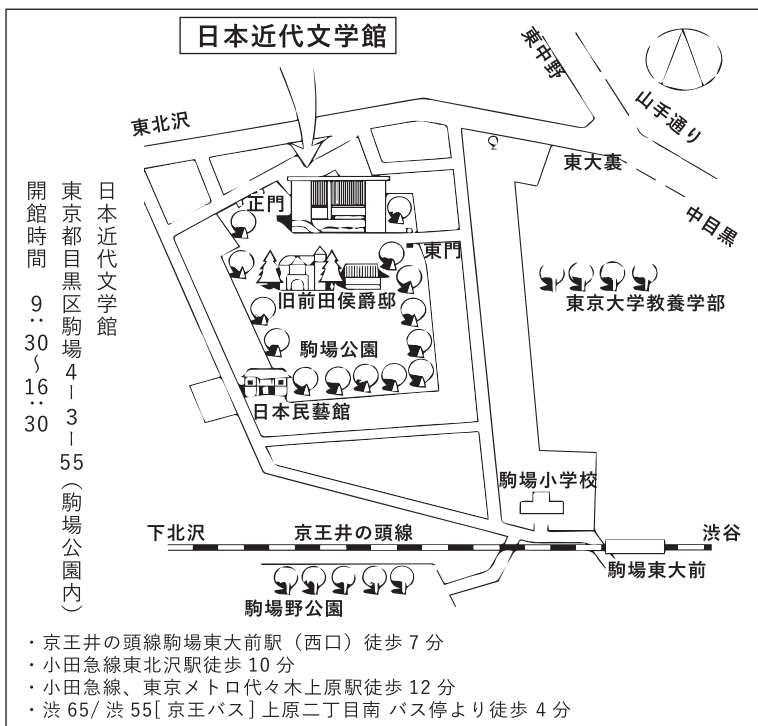 日本近代文学館
東中野
山手通り
東北沢
東大裏
中目黒
正門
東門
旧前田侯爵邸
駒場公園
日本民藝館
東京大学教養学部
駒場小学校
下北沢
京王井の頭線
渋谷
駒場東大前
駒場野公園
日本近代文学館
東京都目黒区駒場4ー3ー55(駒場公園内)
開館時間 9:30〜16:30
・京王井の頭線駒場東大前駅(西口)徒歩 7 分
・小田急線東北沢駅徒歩 10 分
・小田急線、東京メトロ代々木上原駅徒歩 12 分
・渋 65/ 渋 55[ 京王バス] 上原二丁目南 バス停より徒歩 4 分